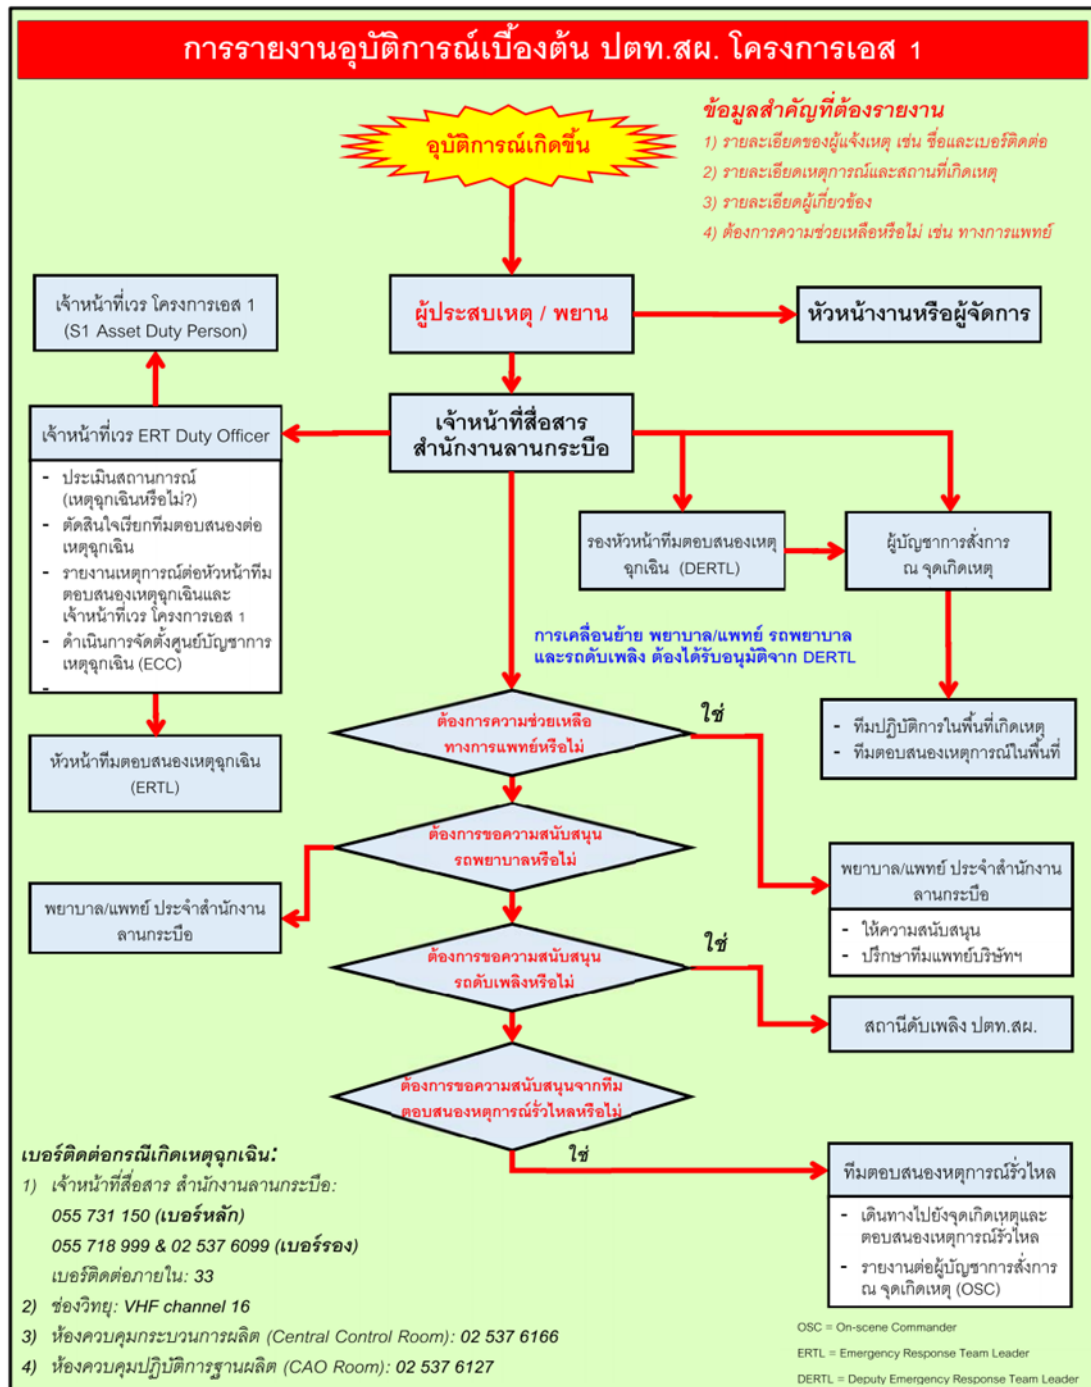 การรายงานอุบัติการณ์เบื้องต้น ปตท.สผ. โครงการเอส 1
อุบัติการณ์เกิดขึ้น
ข้อมูลสำคัญที่ต้องรายงาน
1) รายละเอียดของผู้แจ้งเหตุ เช่น ชื่อและเบอร์ติดต่อ
2) รายละเอียดเหตุการณ์และสถานที่เกิดเหตุ
3) รายละเอียดผู้เกี่ยวข้อง
4) ต้องการความช่วยเหลือหรือไม่ เช่น ทางการแพทย์
เจ้าหน้าที่เวร โครงการเอส 1
(S1 Asset Duty Person)
ผู้ประสบเหตุ / พยาน
หัวหน้างานหรือผู้จัดการ
เจ้าหน้าที่เวร ERT Duty Officer
- ประเมินสถานการณ์
(เหตุฉุกเฉินหรือไม่?)
- ตัดสินใจเรียกทีมตอบสนองต่อ
เหตุฉุกเฉิน
- รายงานเหตุการณ์ต่อหัวหน้าทีม
ตอบสนองเหตุฉุกเฉินและ
เจ้าหน้าที่เวร โครงการเอส 1
- ดำเนินการจัดตั้งศูนย์บัญชาการ
เหตุฉุกเฉิน (ECC)
-
เจ้าหน้าที่สื่อสาร
สำนักงานลานกระบือ
รองหัวหน้าทีมตอบสนองเหตุ
ฉุกเฉิน (DERTL)
ผู้บัญชาการสั่งการ
ณ จุดเกิดเหตุ
การเคลื่อนย้าย พยาบาล/แพทย์ รถพยาบาล
และรถดับเพลิง ต้องได้รับอนุมัติจาก DERTL
- ทีมปฏิบัติการในพื้นที่เกิดเหตุ
- ทีมตอบสนองเหตุการณ์ในพื้นที่
หัวหน้าทีมตอบสนองเหตุฉุกเฉิน
(ERTL)
ต้องการความช่วยเหลือ
ทางการแพทย์หรือไม่
ใช่
ต้องการขอความสนับสนุน
รถพยาบาลหรือไม่
พยาบาล/แพทย์ ประจำสำนักงาน
ลานกระบือ
พยาบาล/แพทย์ ประจำสำนักงาน
ลานกระบือ
- ให้ความสนับสนุน
- ปรึกษาทีมแพทย์บริษัทฯ
ต้องการขอความสนับสนุน
รถดับเพลิงหรือไม่
ใช่
สถานีดับเพลิง ปตท.สผ.
ต้องการขอความสนับสนุนจากทีม
ตอบสนองหตุการณ์รั่วไหลหรือไม่
ใช่
ทีมตอบสนองหตุการณ์รั่วไหล
- เดินทางไปยังจุดเกิดเหตุและ
ตอบสนองเหตุการณ์รั่วไหล
- รายงานต่อผู้บัญชาการสั่งการ
ณ จุดเกิดเหตุ (OSC)
เบอร์ติดต่อกรณีเกิดเหตุฉุกเฉิน:
1) เจ้าหน้าที่สื่อสาร สำนักงานลานกระบือ:
055 731 150 (เบอร์หลัก)
055 718 999 & 02 537 6099 (เบอร์รอง)
เบอร์ติดต่อภายใน: 33
2) ช่องวิทยุ: VHF channel 16
3) ห้องควบคุมกระบวนการผลิต (Central Control Room): 02 537 6166
4) ห้องควบคุมปฏิบัติการฐานผลิต (CAO Room): 02 537 6127
OSC = On-scene Commander
ERTL = Emergency Response Team Leader
DERTL = Deputy Emergency Response Team Leader